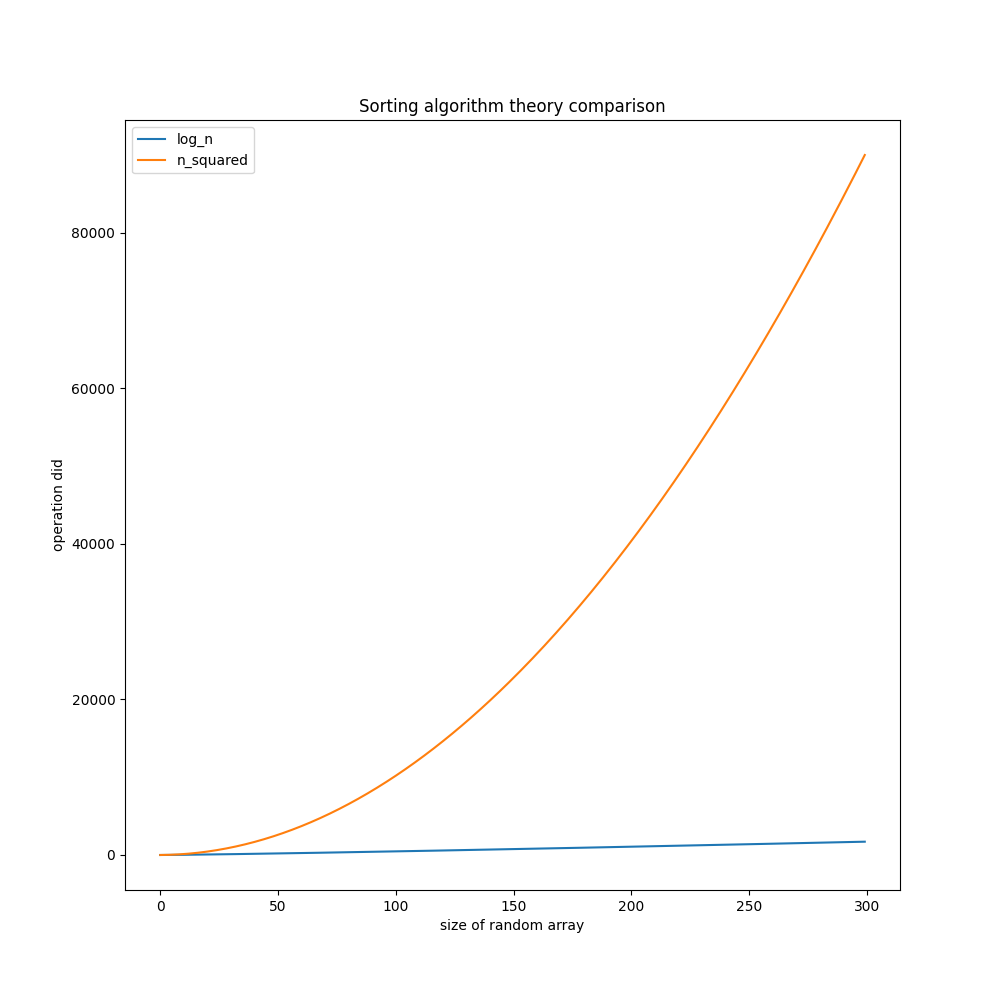 Sorting algorithm theory comparison
log_n
n_squared
80000
60000
40000
20000
0
operation did
0 50 100 150 200 250 300
size of random array